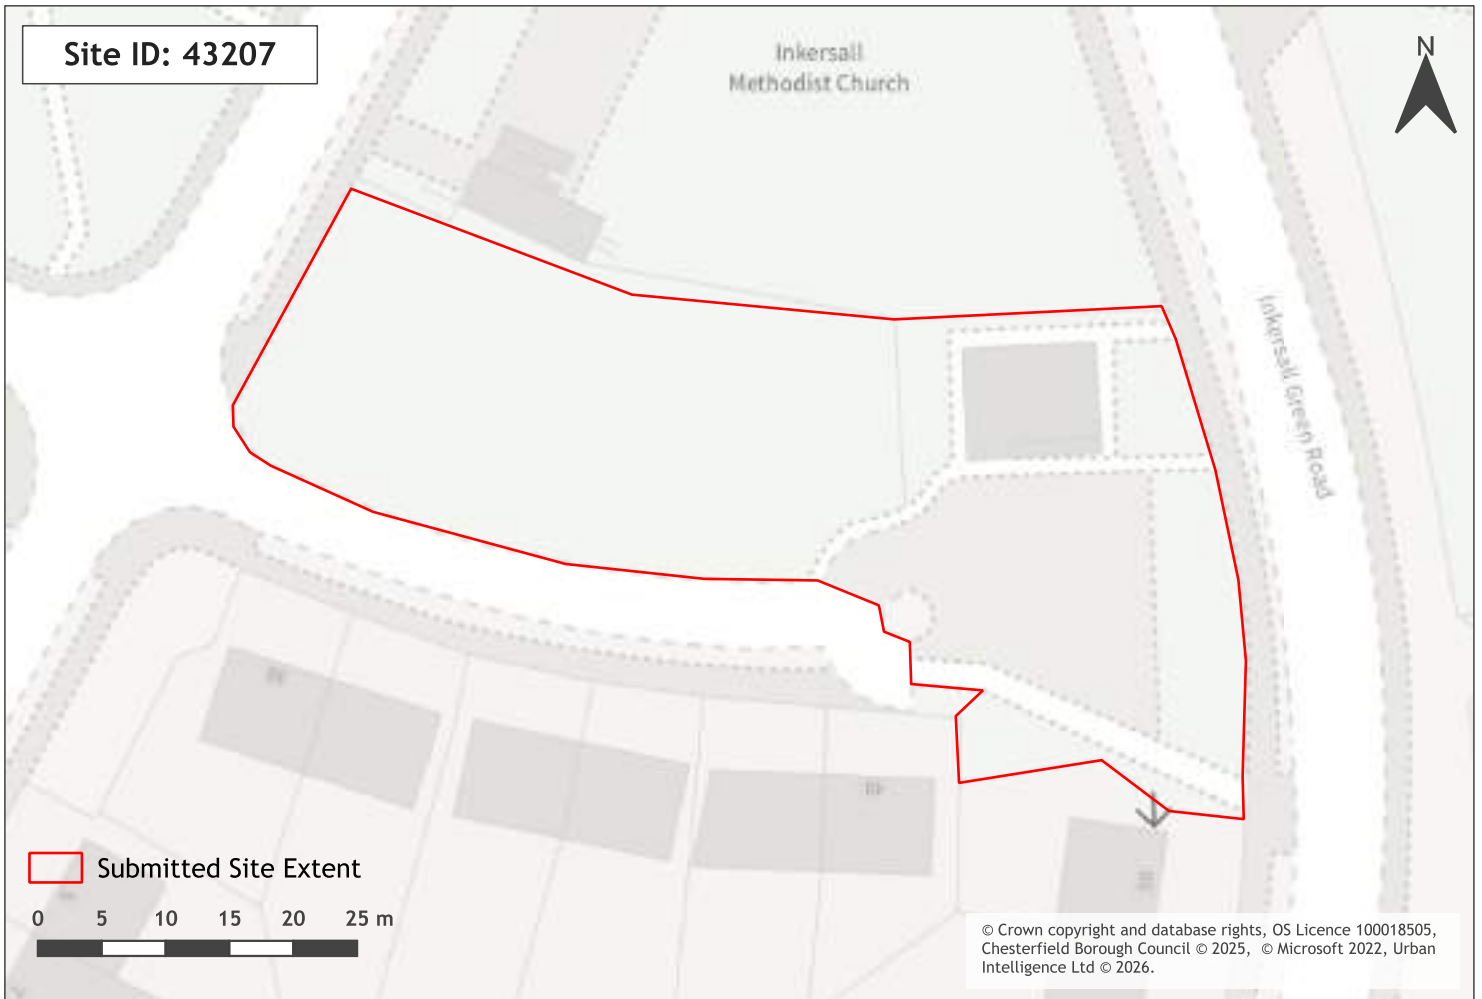 Site ID: 43207
Inkersall
Methodist Church
N
Inkersall Green Road
Submitted Site Extent
0 5 10 15 20 25 m
© Crown copyright and database rights, OS Licence 100018505,
Chesterfield Borough Council © 2025, © Microsoft 2022, Urban
Intelligence Ltd © 2026.